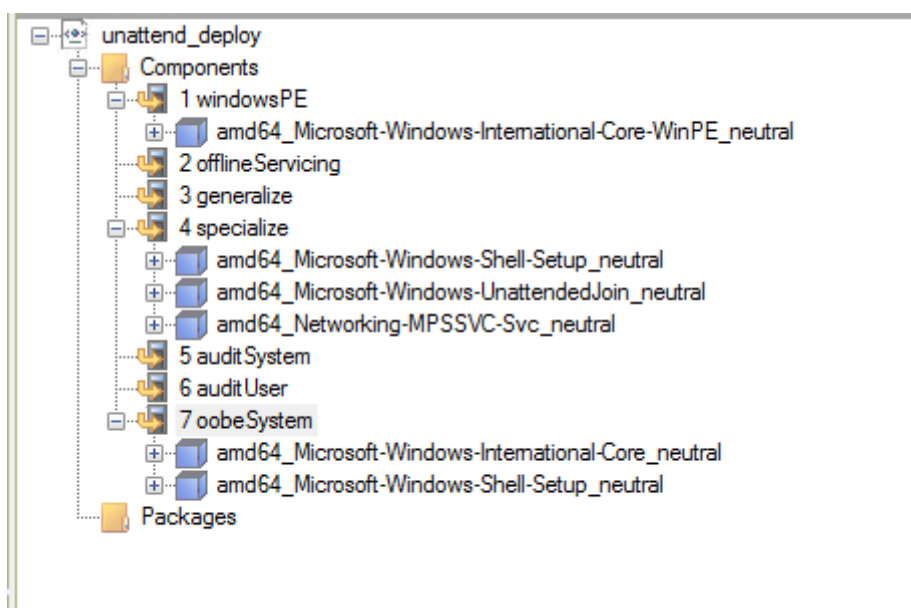 unattend_deploy
Components
1 windowsPE
amd64_Microsoft-Windows-International-Core-WinPE_neutral
2 offlineServicing
3 generalize
4 specialize
amd64_Microsoft-Windows-Shell-Setup_neutral
amd64_Microsoft-Windows-UnattendedJoin_neutral
amd64_Networking-MPSSVC-Svc_neutral
5 auditSystem
6 auditUser
7 oobeSystem
amd64_Microsoft-Windows-International-Core_neutral
amd64_Microsoft-Windows-Shell-Setup_neutral
Packages